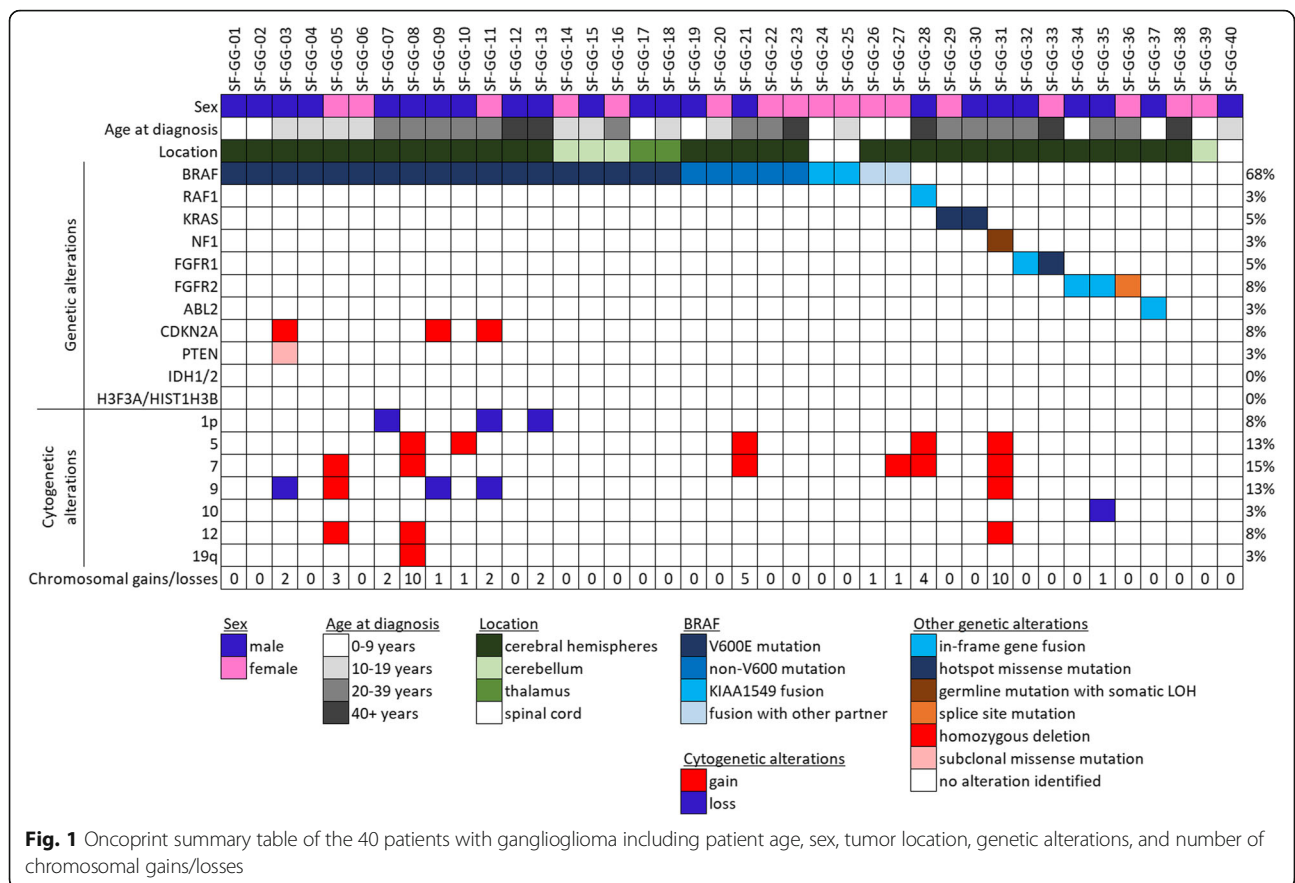 SF-GG-01 SF-GG-02 SF-GG-03 SF-GG-04 SF-GG-05 SF-GG-06 SF-GG-07 SF-GG-08 SF-GG-09 SF-GG-10 SF-GG-11 SF-GG-12 SF-GG-13 SF-GG-14 SF-GG-15 SF-GG-16 SF-GG-17 SF-GG-18 SF-GG-19 SF-GG-20 SF-GG-21 SF-GG-22 SF-GG-23 SF-GG-24 SF-GG-25 SF-GG-26 SF-GG-27 SF-GG-28 SF-GG-29 SF-GG-30 SF-GG-31 SF-GG-32 SF-GG-33 SF-GG-34 SF-GG-35 SF-GG-36 SF-GG-37 SF-GG-38 SF-GG-39 SF-GG-40
Sex
Age at diagnosis
Location
Genetic alterations
BRAF 68%
RAF1 3%
KRAS 5%
NF1 3%
FGFR1 5%
FGFR2 8%
ABL2 3%
CDKN2A 8%
PTEN 3%
IDH1/2 0%
H3F3A/HIST1H3B 0%
Cytogenetic
alterations
1p 8%
5 13%
7 15%
9 13%
10 3%
12 8%
19q 3%
Chromosomal gains/losses 0 0 2 0 3 0 2 10 1 1 2 0 2 0 0 0 0 0 0 0 5 0 0 0 0 1 1 4 0 0 10 0 0 0 1 0 0 0 0 0
Sex
male
female
Age at diagnosis
0-9 years
10-19 years
20-39 years
40+ years
Location
cerebral hemispheres
cerebellum
thalamus
spinal cord
BRAF
V600E mutation
non-V600 mutation
KIAA1549 fusion
fusion with other partner
Cytogenetic alterations
gain
loss
Other genetic alterations
in-frame gene fusion
hotspot missense mutation
germline mutation with somatic LOH
splice site mutation
homozygous deletion
subclonal missense mutation
no alteration identified
Fig. 1 Oncoprint summary table of the 40 patients with ganglioglioma including patient age, sex, tumor location, genetic alterations, and number of
chromosomal gains/losses